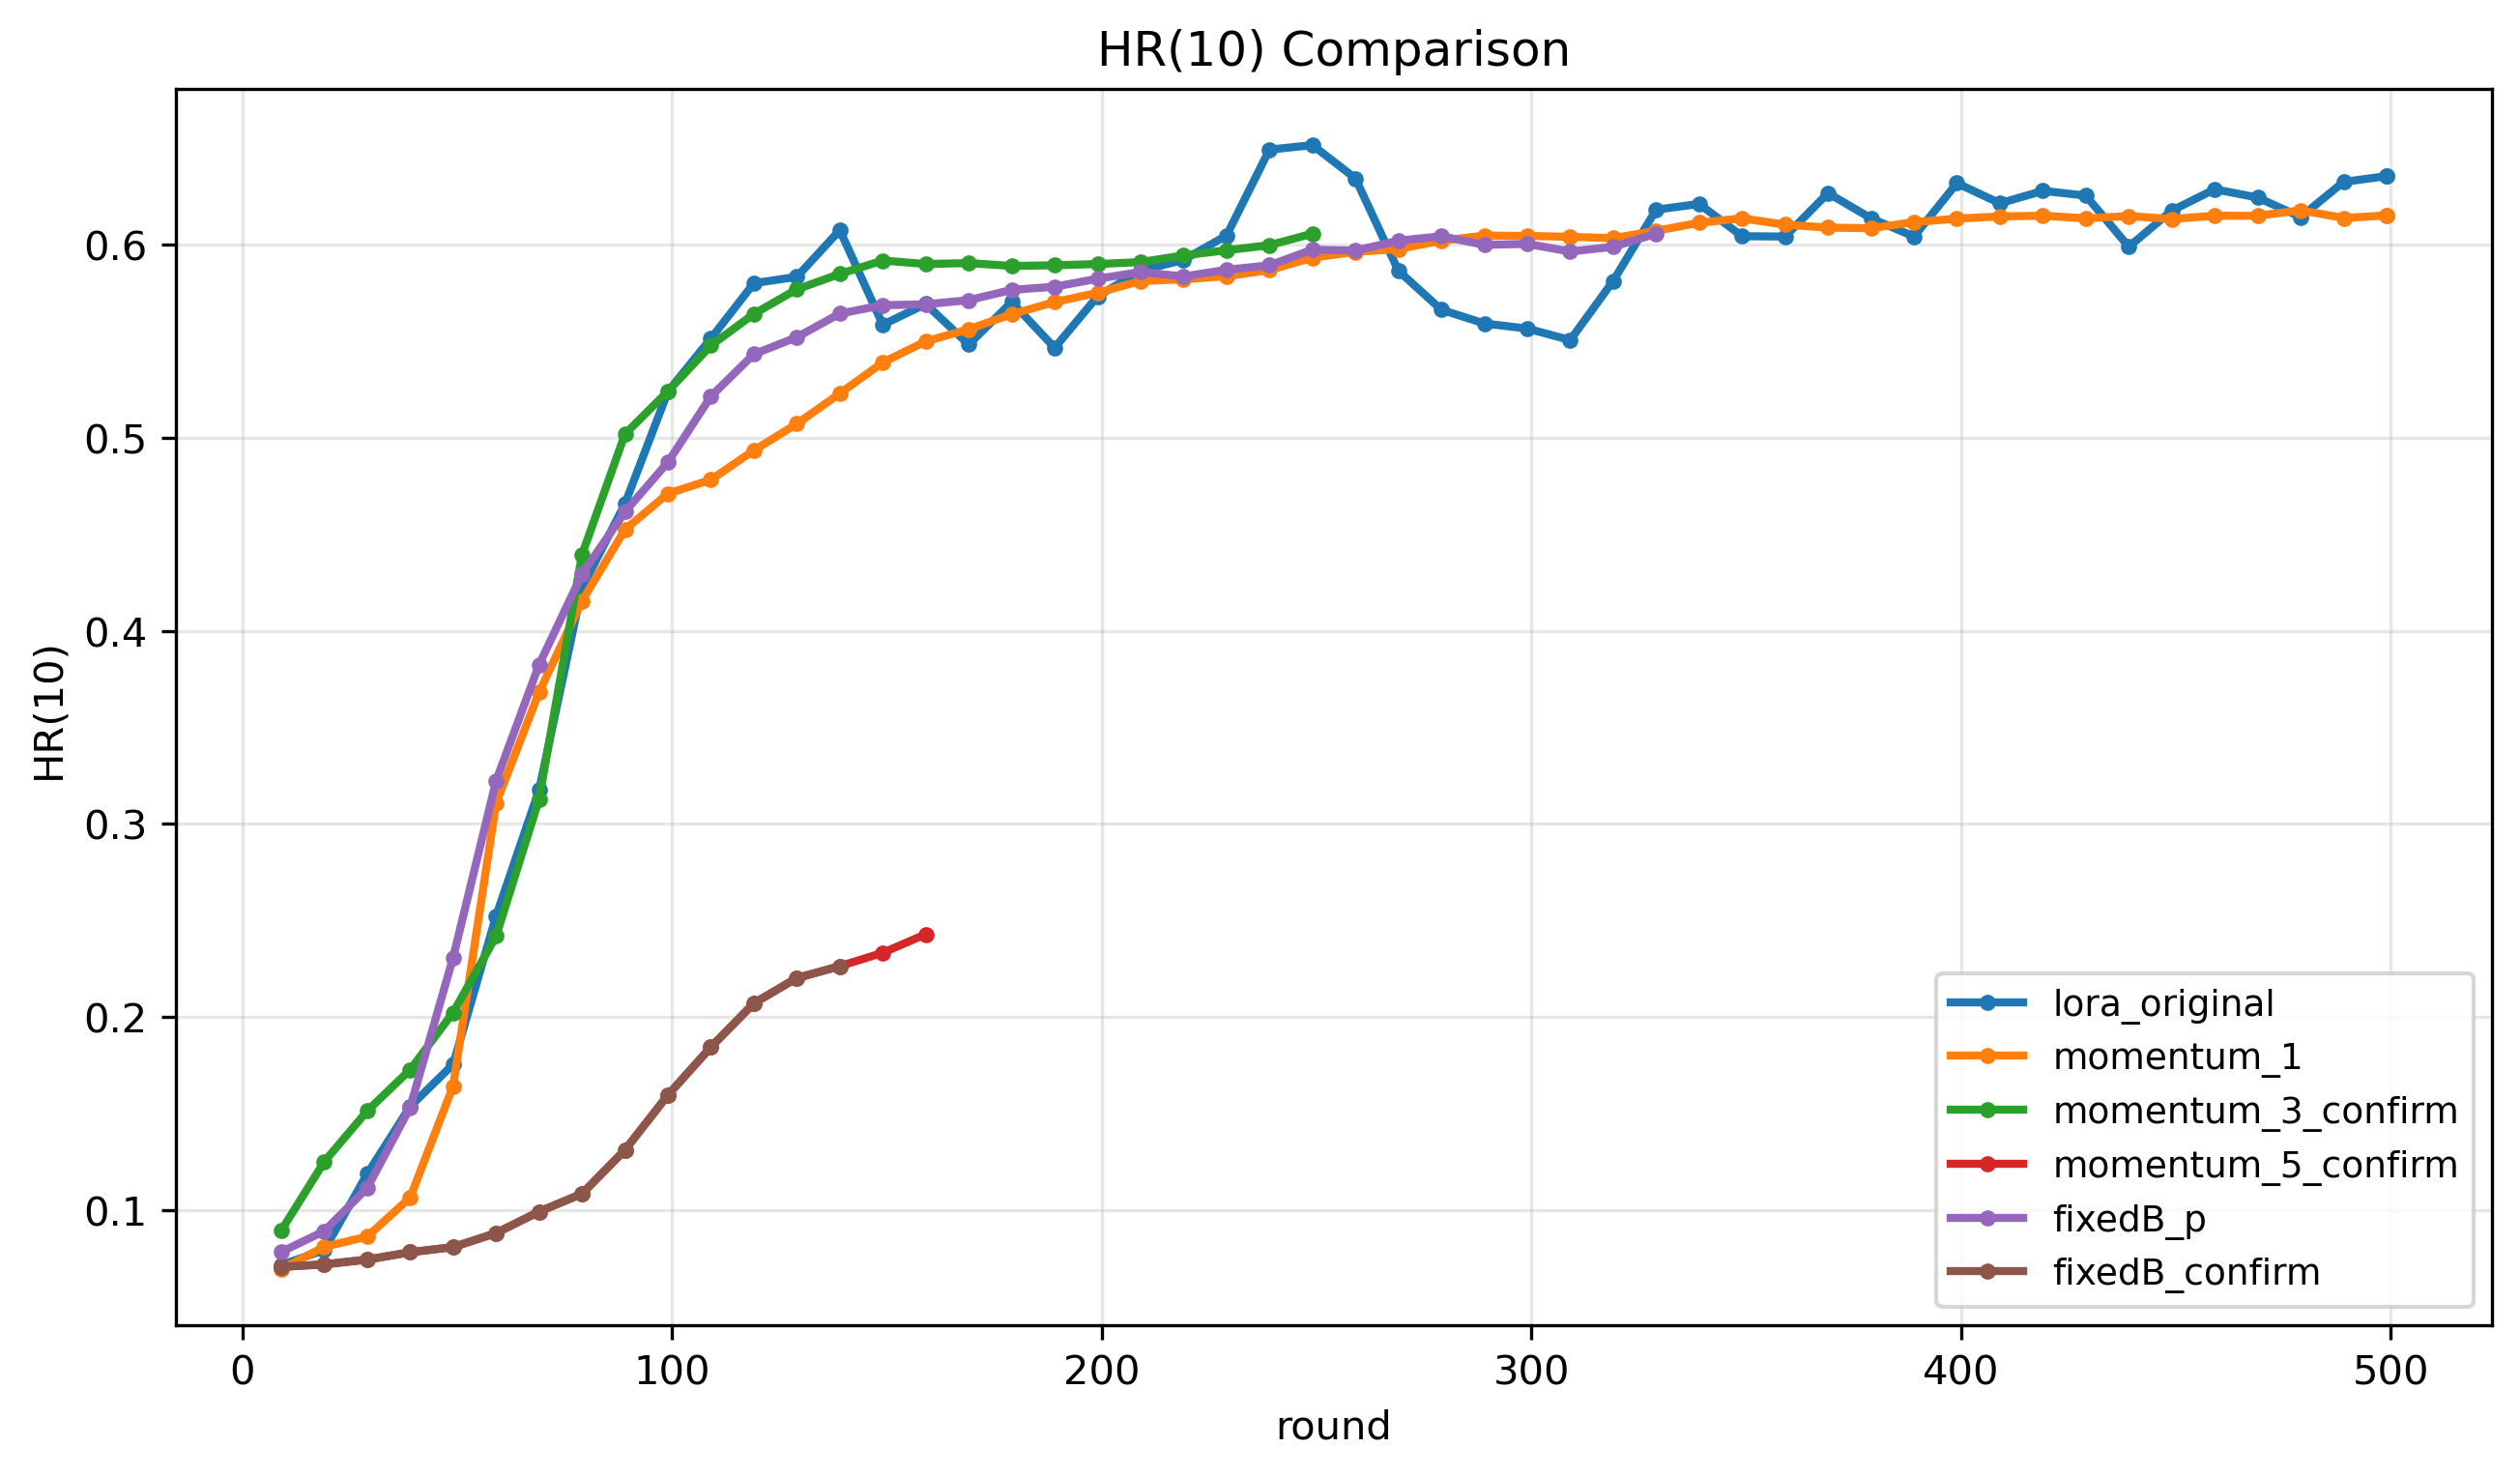 HR(10) Comparison
HR(10)
0.6
0.5
0.4
0.3
0.2
0.1
0 100 200 300 400 500
round
lora_original
momentum_1
momentum_3_confirm
momentum_5_confirm
fixedB_p
fixedB_confirm